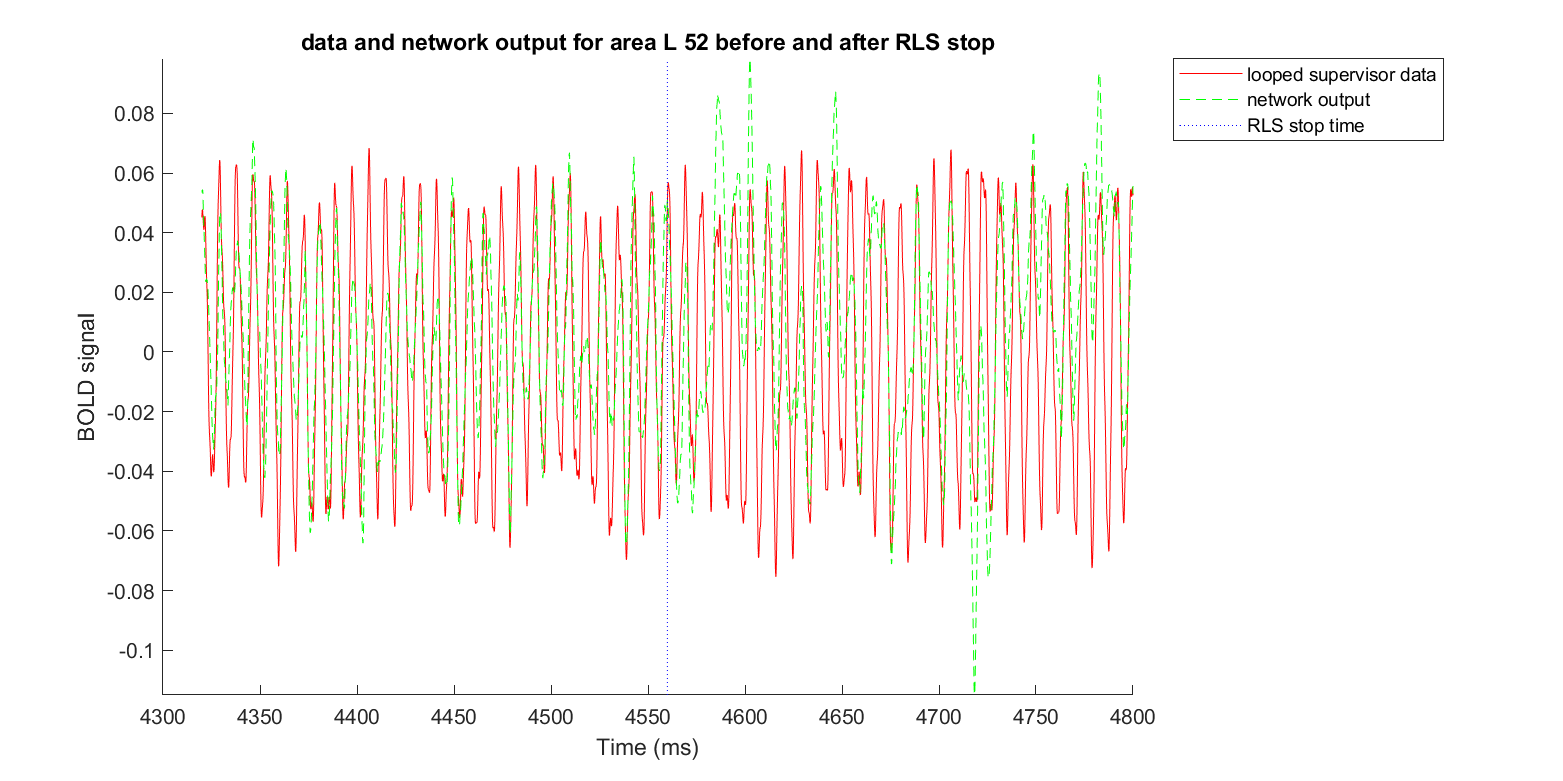 data and network output for area L 52 before and after RLS stop
looped supervisor data
network output
RLS stop time
0.08
0.06
0.04
0.02
0
-0.02
-0.04
-0.06
-0.08
-0.1
BOLD signal
4300 4350 4400 4450 4500 4550 4600 4650 4700 4750 4800
Time (ms)